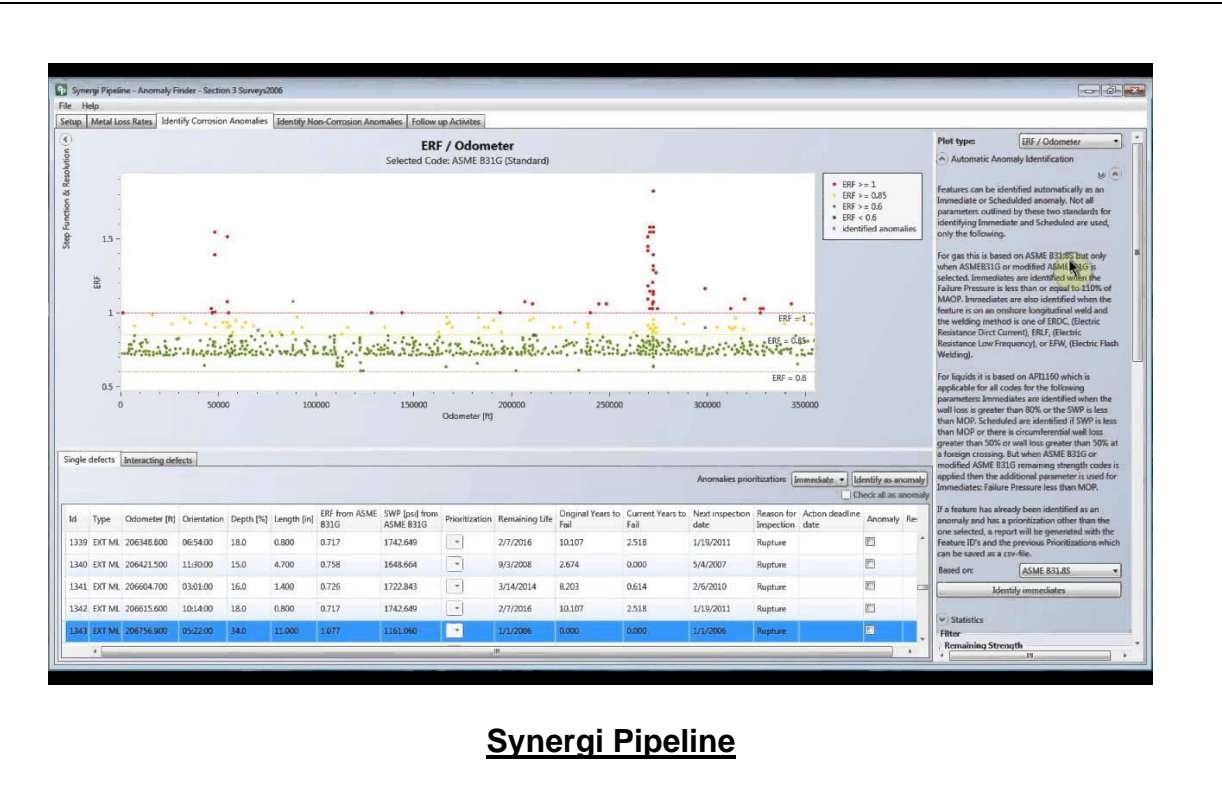 Synergi Pipeline - Anomaly Finder - Section 3 Surveys2006
File Help
Setup Metal Loss Rates Identify Corrosion Anomalies Identify Non-Corrosion Anomalies Follow up Activites
Step Function & Resolution
ERF / Odometer
Selected Code: ASME B31G (Standard)
ERF
1.5
1
0.5
ERF = 1
ERF = 0.85
ERF = 0.6
0 50000 100000 150000 200000 250000 300000 350000
Odometer [ft]
ERF >= 1
ERF >= 0.85
ERF >= 0.6
ERF < 0.6
identified anomalies
Single defects Interacting defects
Anomalies prioritization: Immediate Identify as anomaly
Check all as anomaly
Id Type Odometer [ft] Orientation Depth [%] Length [in] ERF from ASME B31G SWP [psi] from ASME B31G Prioritization Remaining Life Original Years to Fail Current Years to Fail Next inspection date Reason for Inspection Action deadline date Anomaly Re
1339 EXT ML 206348.800 06:54:00 18.0 0.800 0.717 1742.649 2/7/2016 10.107 2.518 1/19/2011 Rupture
1340 EXT ML 206421.500 11:30:00 15.0 4.700 0.758 1648.664 9/3/2008 2.674 0.000 5/4/2007 Rupture
1341 EXT ML 206604.700 03:01:00 16.0 1.400 0.726 1722.843 3/14/2014 8.203 0.614 2/6/2010 Rupture
1342 EXT ML 206615.600 10:14:00 18.0 0.800 0.717 1742.649 2/7/2016 10.107 2.518 1/19/2011 Rupture
1343 EXT ML 206756.900 05:22:00 34.0 11.000 1.077 1161.060 1/1/2006 0.000 0.000 1/1/2006 Rupture
Plot type: ERF / Odometer
Automatic Anomaly Identification
Features can be identified automatically as an
Immediate or Schedulded anomaly. Not all
parameters outlined by these two standards for
identifying Immediate and Scheduled are used,
only the following.
For gas this is based on ASME B31.8S but only
when ASMEB31G or modified ASMEB31G is
selected. Immediates are identified when the
Failure Pressure is less than or equal to 110% of
MAOP. Immediates are also identified when the
feature is on an onshore longitudinal weld and
the welding method is one of ERDC, (Electric
Resistance Dirct Current), ERLF, (Electric
Resistance Low Frequency), or EFW, (Electric Flash
Welding).
For liquids it is based on API1160 which is
applicable for all codes for the following
parameters: Immediates are identified when the
wall loss is greater than 80% or the SWP is less
than MOP. Scheduled are identified if SWP is less
than MOP or there is circumferential wall loss
greater than 50% or wall loss greater than 50% at
a foreign crossing. But when ASME B31G or
modified ASME B31G remaining strength codes is
applied then the additional parameter is used for
Immediates: Failure Pressure less than MOP.
If a feature has already been identified as an
anomaly and has a prioritization other than the
one selected, a report will be generated with the
Feature ID's and the previous Prioritizations which
can be saved as a csv-file.
Based on: ASME B31.8S
Identify immediates
Statistics
Filter
Remaining Strength
Synergi Pipeline